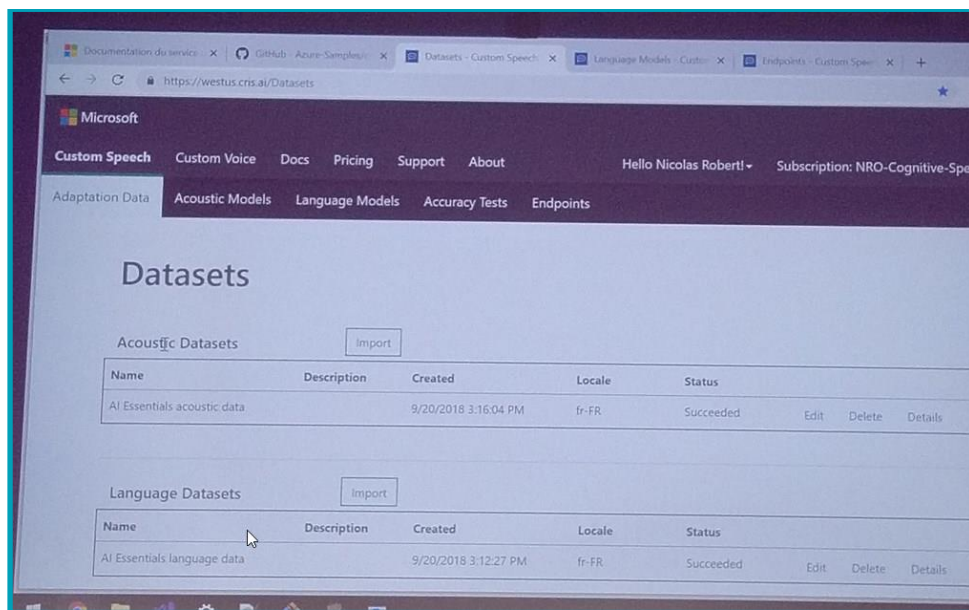 Documentation du service GitHub - Azure-Samples/ Datasets - Custom Speech Language Models - Custom Endpoints - Custom Speec
https://westus.cris.ai/Datasets
Microsoft
Custom Speech Custom Voice Docs Pricing Support About Hello Nicolas Robert! Subscription: NRO-Cognitive-Spe
Adaptation Data Acoustic Models Language Models Accuracy Tests Endpoints
Datasets
Acoustic Datasets Import
Name Description Created Locale Status
AI Essentials acoustic data 9/20/2018 3:16:04 PM fr-FR Succeeded Edit Delete Details
Language Datasets Import
Name Description Created Locale Status
AI Essentials language data 9/20/2018 3:12:27 PM fr-FR Succeeded Edit Delete Details